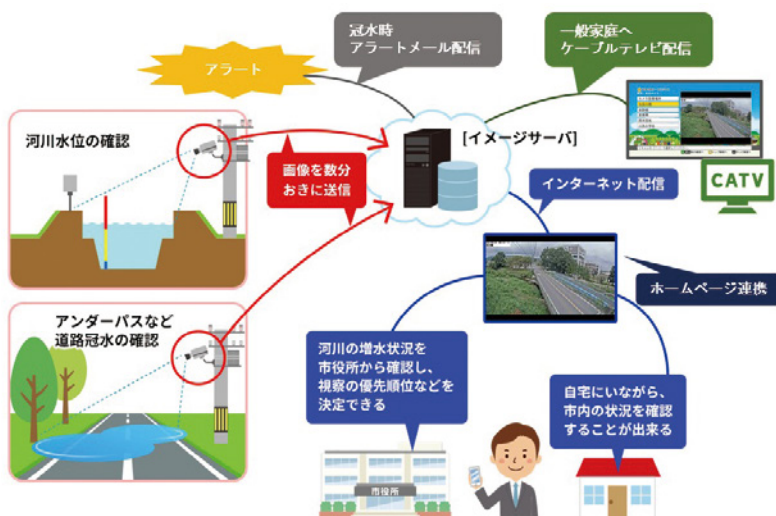 冠水時
アラートメール配信
一般家庭へ
ケーブルテレビ配信
アラート
河川水位の確認
[イメージサーバ]
画像を数分
おきに送信
CATV
インターネット配信
ホームページ連携
アンダーパスなど
道路冠水の確認
河川の増水状況を
市役所から確認し、
視察の優先順位などを
決定できる
自宅にいながら、
市内の状況を確認
することが出来る
市役所